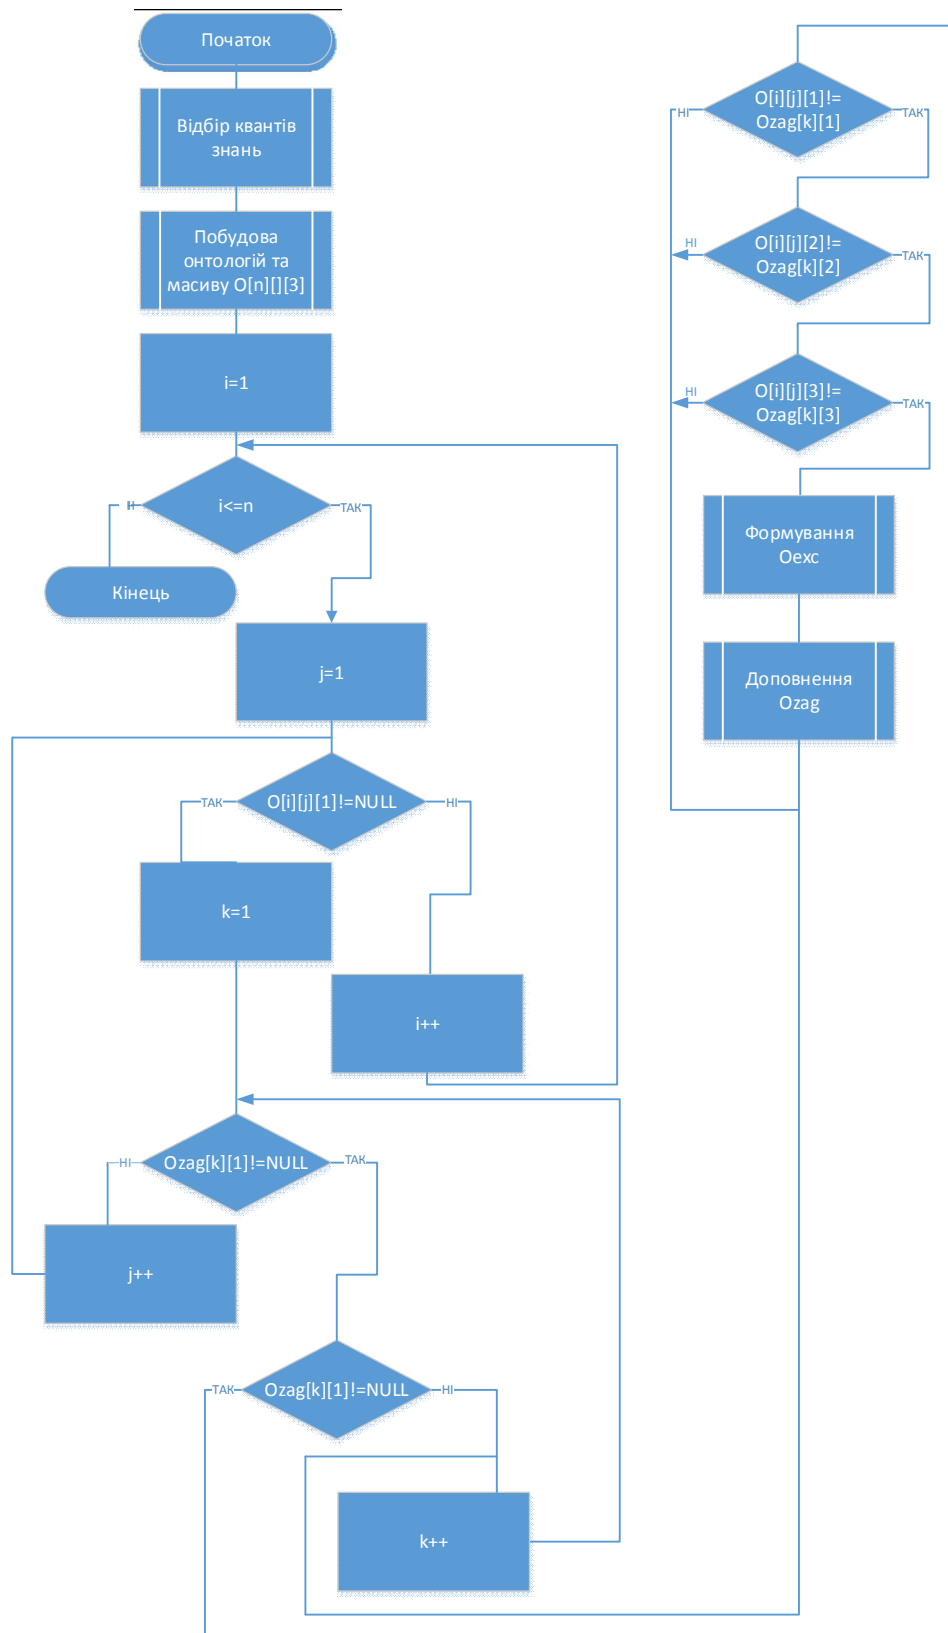 Початок
Відбір квантів
знань
Побудова
онтологій та
масиву O[n][][3]
i=1
i<=n
ТАК
Кінець
j=1
O[i][j][1]!=NULL
ТАК
НІ
k=1
i++
Ozag[k][1]!=NULL
НІ
ТАК
j++
Ozag[k][1]!=NULL
ТАК
НІ
k++
O[i][j][1]!=
Ozag[k][1]
НІ
ТАК
O[i][j][2]!=
Ozag[k][2]
НІ
ТАК
O[i][j][3]!=
Ozag[k][3]
НІ
ТАК
Формування
Oexc
Доповнення
Ozag